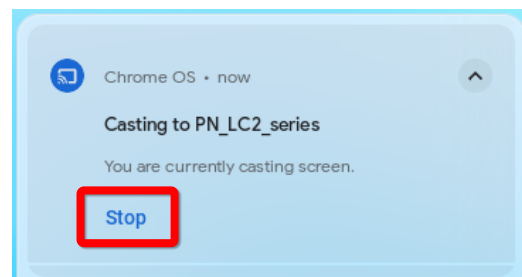 Chrome OS • now
Casting to PN_LC2_series
You are currently casting screen.
Stop